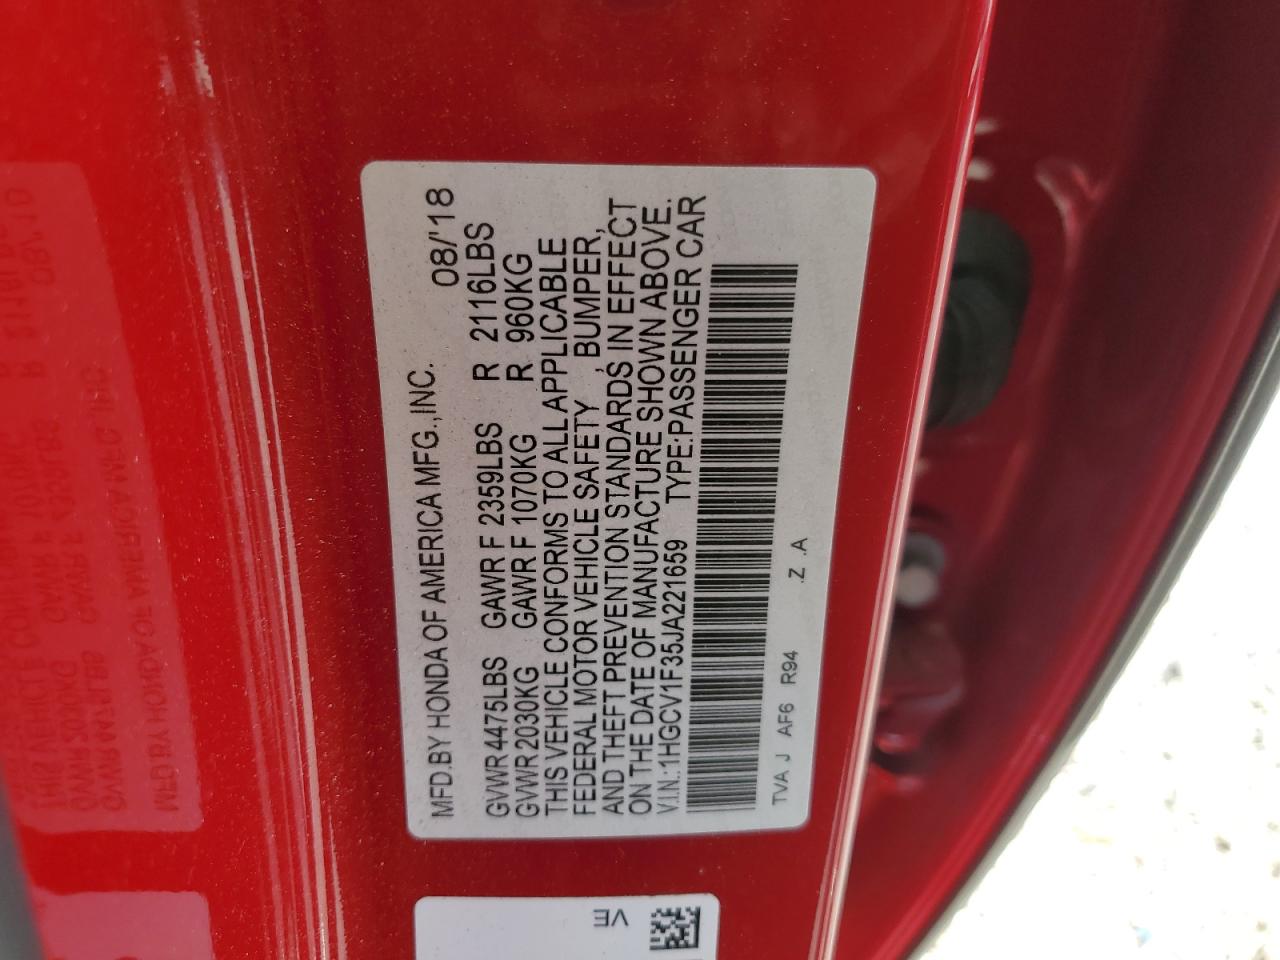 MFD.BY HONDA OF AMERICA MFG.,INC. 08/'18
GVWR 4475LBS GAWR F 2359LBS R 2116LBS
GVWR 2030KG GAWR F 1070KG R 960KG
THIS VEHICLE CONFORMS TO ALL APPLICABLE
FEDERAL MOTOR VEHICLE SAFETY, BUMPER,
AND THEFT PREVENTION STANDARDS IN EFFECT
ON THE DATE OF MANUFACTURE SHOWN ABOVE.
V.I.N.:1HGCV1F35JA221659 TYPE:PASSENGER CAR
TVA J AF6 R94 .Z .A
VE